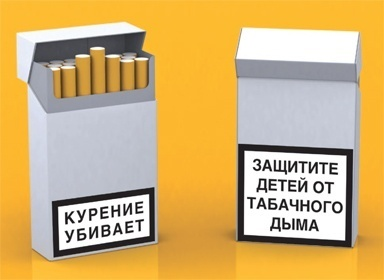 КУРЕНИЕ
УБИВАЕТ
ЗАЩИТИТЕ
ДЕТЕЙ ОТ
ТАБАЧНОГО
ДЫМА